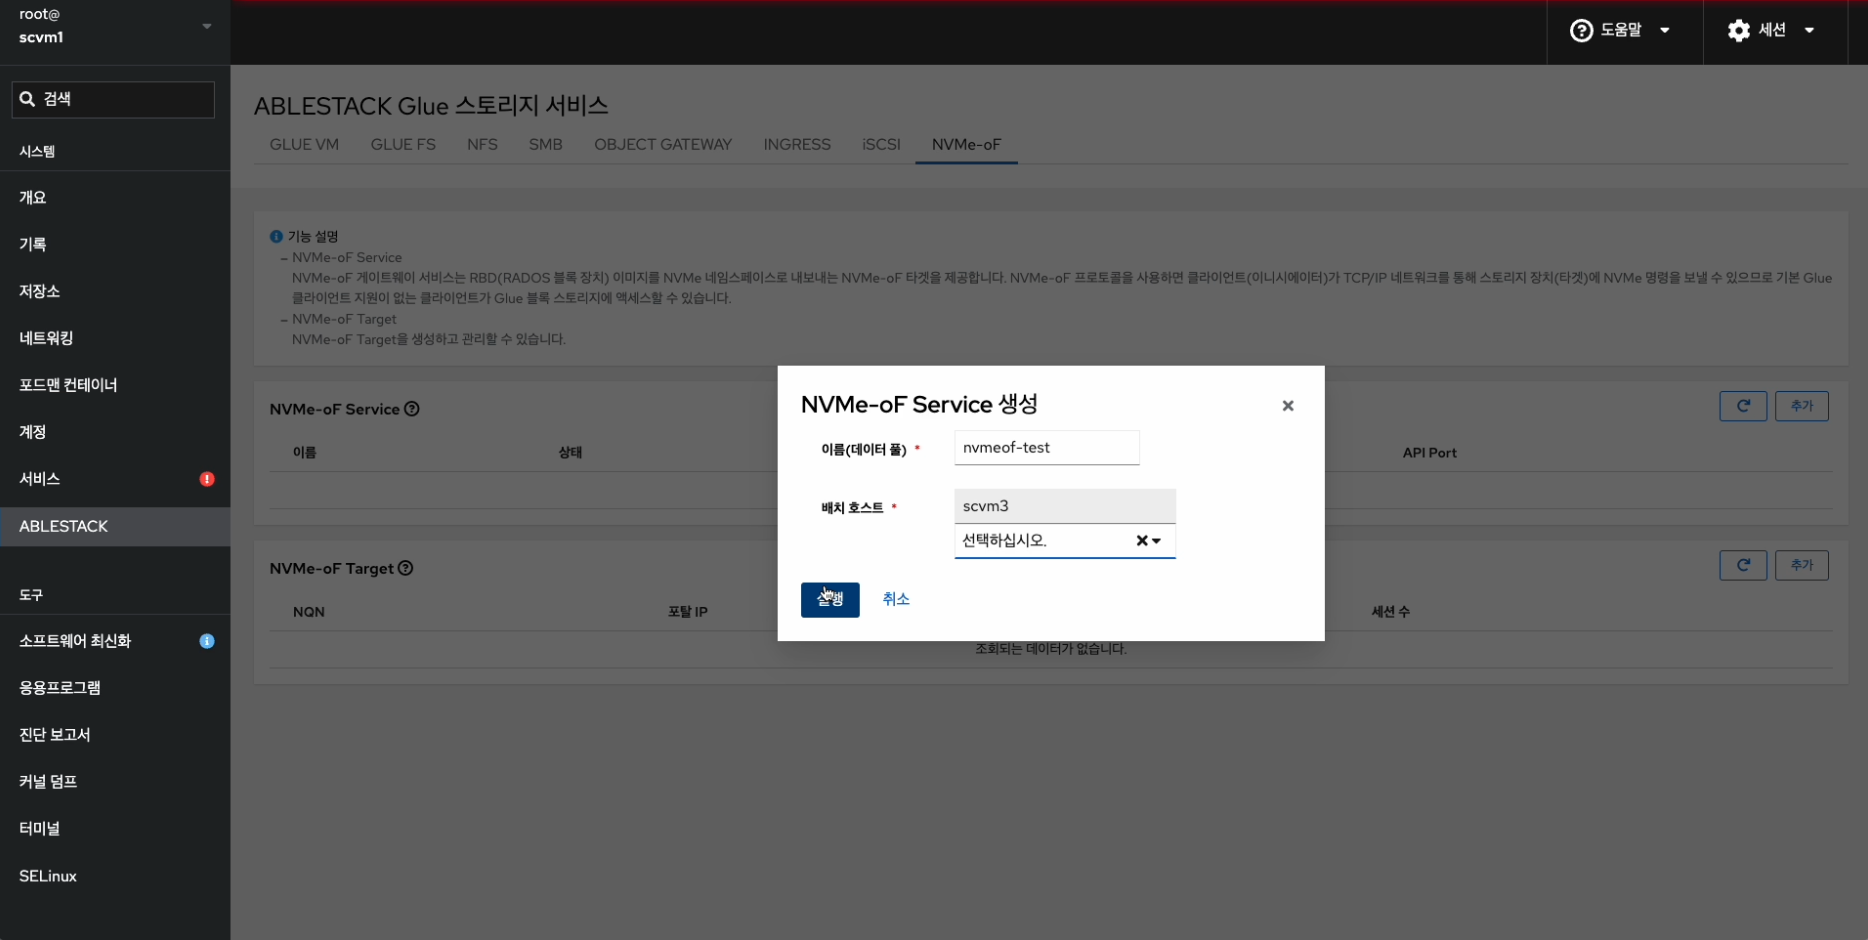 root@
scvm1
도움말
세션
검색
시스템
개요
기록
저장소
네트워킹
포드맨 컨테이너
계정
서비스
ABLESTACK
도구
소프트웨어 최신화
응용프로그램
진단 보고서
커널 덤프
터미널
SELinux
ABLESTACK Glue 스토리지 서비스
GLUE VM GLUE FS NFS SMB OBJECT GATEWAY INGRESS iSCSI NVMe-oF
기능 설명
– NVMe-oF Service
NVMe-oF 게이트웨이 서비스는 RBD(RADOS 블록 장치) 이미지를 NVMe 네임스페이스로 내보내는 NVMe-oF 타겟을 제공합니다. NVMe-oF 프로토콜을 사용하면 클라이언트(이니시에이터)가 TCP/IP 네트워크를 통해 스토리지 장치(타겟)에 NVMe 명령을 보낼 수 있으므로 기본 Glue
클라이언트 지원이 없는 클라이언트가 Glue 블록 스토리지에 액세스할 수 있습니다.
– NVMe-oF Target
NVMe-oF Target을 생성하고 관리할 수 있습니다.
NVMe-oF Service
추가
이름 상태 API Port
NVMe-oF Service 생성
이름(데이터 풀) * nvmeof-test
배치 호스트 * scvm3
선택하십시오.
실행 취소
NVMe-oF Target
추가
NQN 포탈 IP 세션 수
조회되는 데이터가 없습니다.